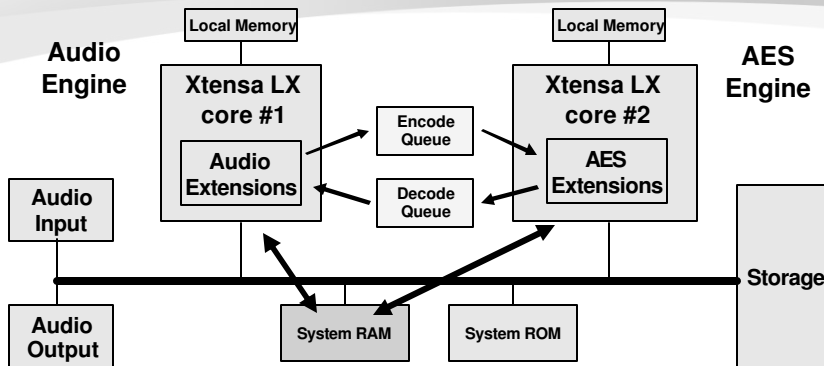 Local Memory
Local Memory
Audio
Engine
Xtensa LX
core #1
Xtensa LX
core #2
AES
Engine
Encode
Queue
Audio
Extensions
AES
Extensions
Decode
Queue
Audio
Input
Storage
Audio
Output
System RAM
System ROM